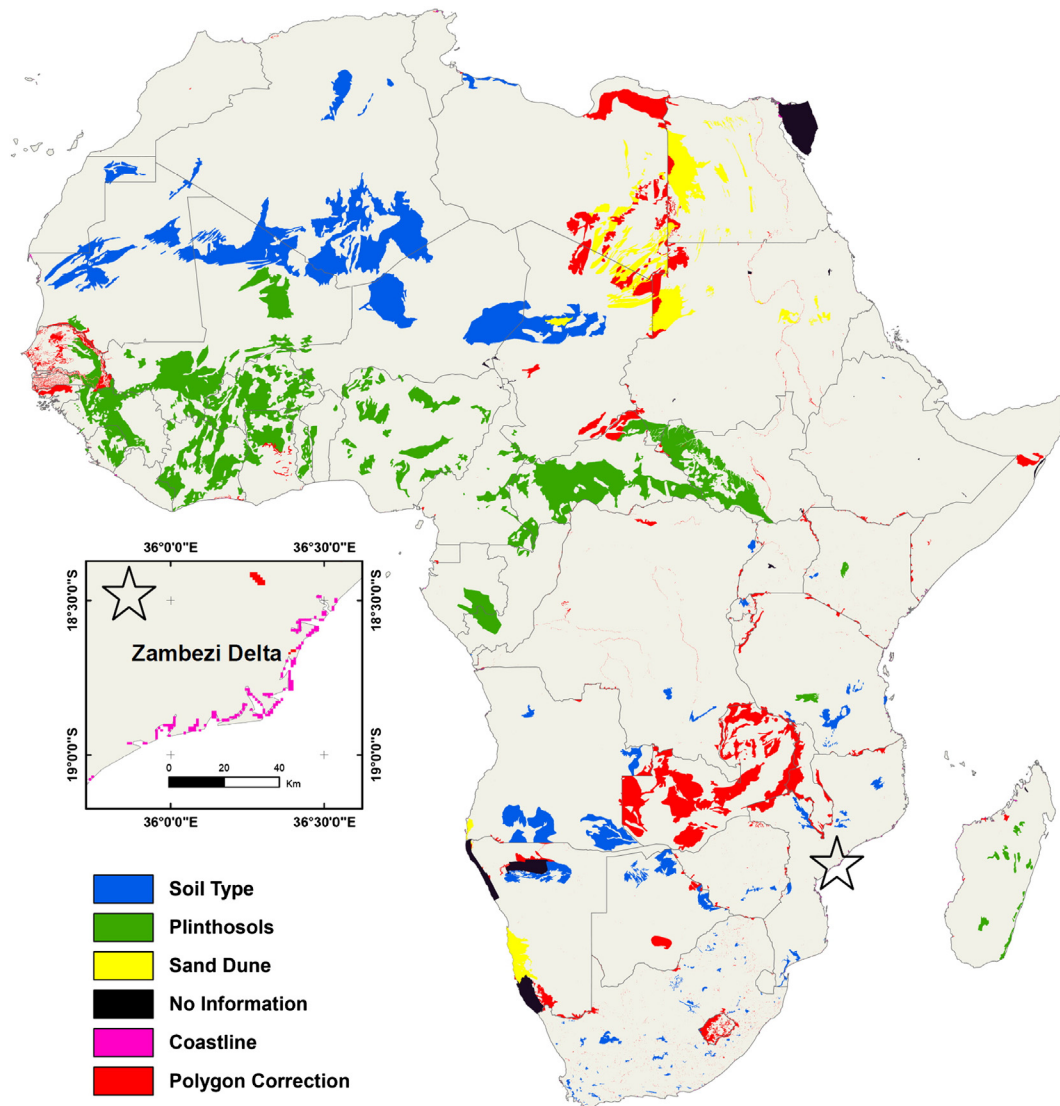 36°0'0"E 36°30'0"E
18°30'0"S 18°30'0"S
Zambezi Delta
19°0'0"S 19°0'0"S
0 20 40
Km
36°0'0"E 36°30'0"E
Soil Type
Plinthosols
Sand Dune
No Information
Coastline
Polygon Correction